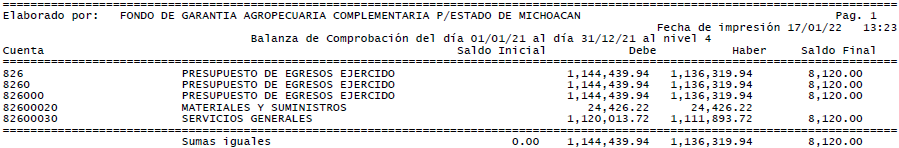 Elaborado por: FONDO DE GARANTIA AGROPECUARIA COMPLEMENTARIA P/ESTADO DE MICHOACAN Pag. 1
Fecha de impresión 17/01/22 13:23
Balanza de Comprobación del día 01/01/21 al día 31/12/21 al nivel 4
Cuenta Saldo Inicial Debe Haber Saldo Final
826 PRESUPUESTO DE EGRESOS EJERCIDO 1,144,439.94 1,136,319.94 8,120.00
8260 PRESUPUESTO DE EGRESOS EJERCIDO 1,144,439.94 1,136,319.94 8,120.00
826000 PRESUPUESTO DE EGRESOS EJERCIDO 1,144,439.94 1,136,319.94 8,120.00
82600020 MATERIALES Y SUMINISTROS 24,426.22 24,426.22
82600030 SERVICIOS GENERALES 1,120,013.72 1,111,893.72 8,120.00
Sumas iguales 0.00 1,144,439.94 1,136,319.94 8,120.00